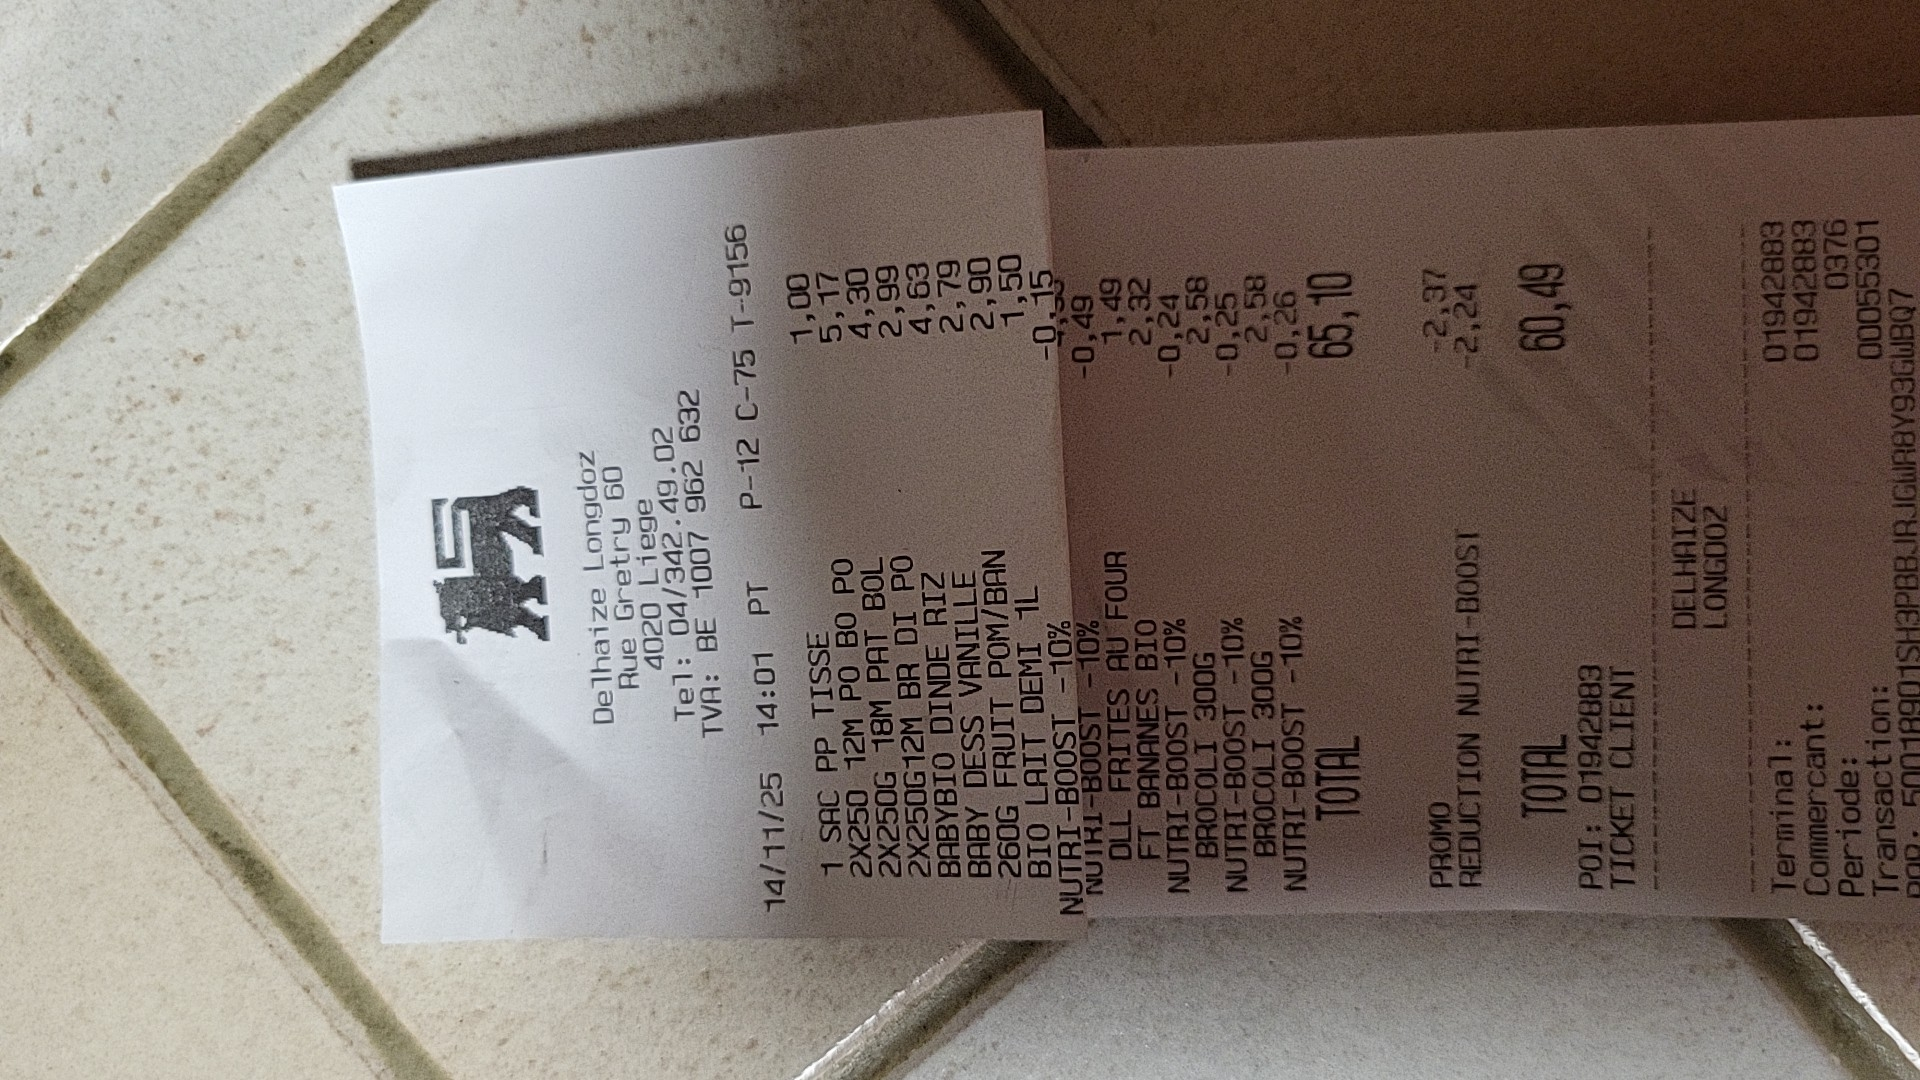 Delhaize Longdoz
Rue Gretry 60
4020 Liege
Tel: 04/342.49.02
TVA: BE 1007 962 632
14/11/25 14:01 PT P-12 C-75 T-9156
1 SAC PP TISSE 1,00
2X250 12M PO BO PO 5,17
2X250G 18M PAT BOL 4,30
2X250G12M BR DI PO 2,99
BABYBIO DINDE RIZ 4,63
BABY DESS VANILLE 2,79
260G FRUIT POM/BAN 2,90
BIO LAIT DEMI 1L 1,50
NUTRI-BOOST -10% -0,15
NUTRI-BOOST -10% -0,49
DLL FRITES AU FOUR 1,49
FT BANANES BIO 2,32
NUTRI-BOOST -10% -0,24
BROCOLI 300G 2,58
NUTRI-BOOST -10% -0,25
BROCOLI 300G 2,58
NUTRI-BOOST -10% -0,26
TOTAL 65,10
PROMO -2,37
REDUCTION NUTRI-BOOST -2,24
TOTAL 60,49
POI: 01942883
TICKET CLIENT
DELHAIZE
LONGDOZ
Terminal: 01942883
Commercant: 01942883
Periode: 0376
Transaction: 00055301